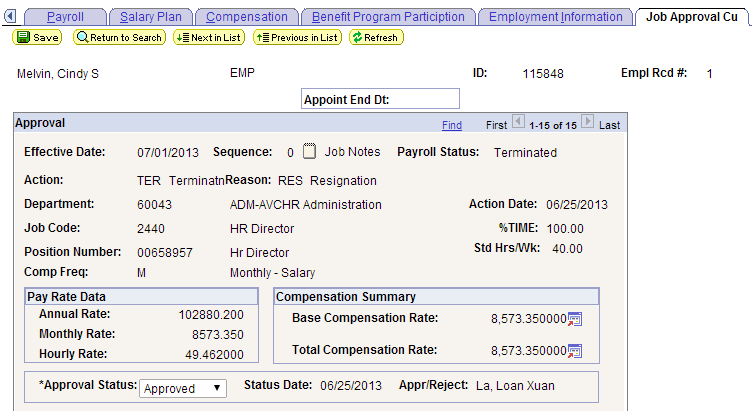 Payroll Salary Plan Compensation Benefit Program Particiption Employment Information Job Approval Cu
Save Return to Search Next in List Previous in List Refresh
Melvin, Cindy S EMP ID: 115848 Empl Rcd #: 1
Appoint End Dt:
Approval Find First 1-15 of 15 Last
Effective Date: 07/01/2013 Sequence: 0 Job Notes Payroll Status: Terminated
Action: TER Terminatn Reason: RES Resignation
Department: 60043 ADM-AVCHR Administration Action Date: 06/25/2013
Job Code: 2440 HR Director %TIME: 100.00
Position Number: 00658957 Hr Director Std Hrs/Wk: 40.00
Comp Freq: M Monthly - Salary
Pay Rate Data Compensation Summary
Annual Rate: 102880.200 Base Compensation Rate: 8,573.350000
Monthly Rate: 8573.350
Hourly Rate: 49.462000 Total Compensation Rate: 8,573.350000
*Approval Status: Approved Status Date: 06/25/2013 Appr/Reject: La, Loan Xuan